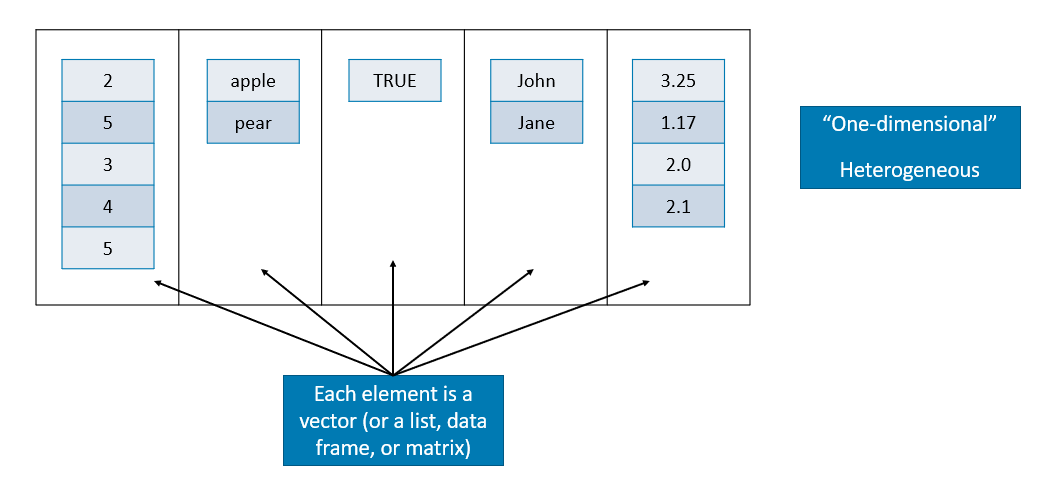 2 apple TRUE John 3.25
5 pear Jane 1.17
3 2.0
4 2.1
5
“One-dimensional”
Heterogeneous
Each element is a
vector (or a list, data
frame, or matrix)